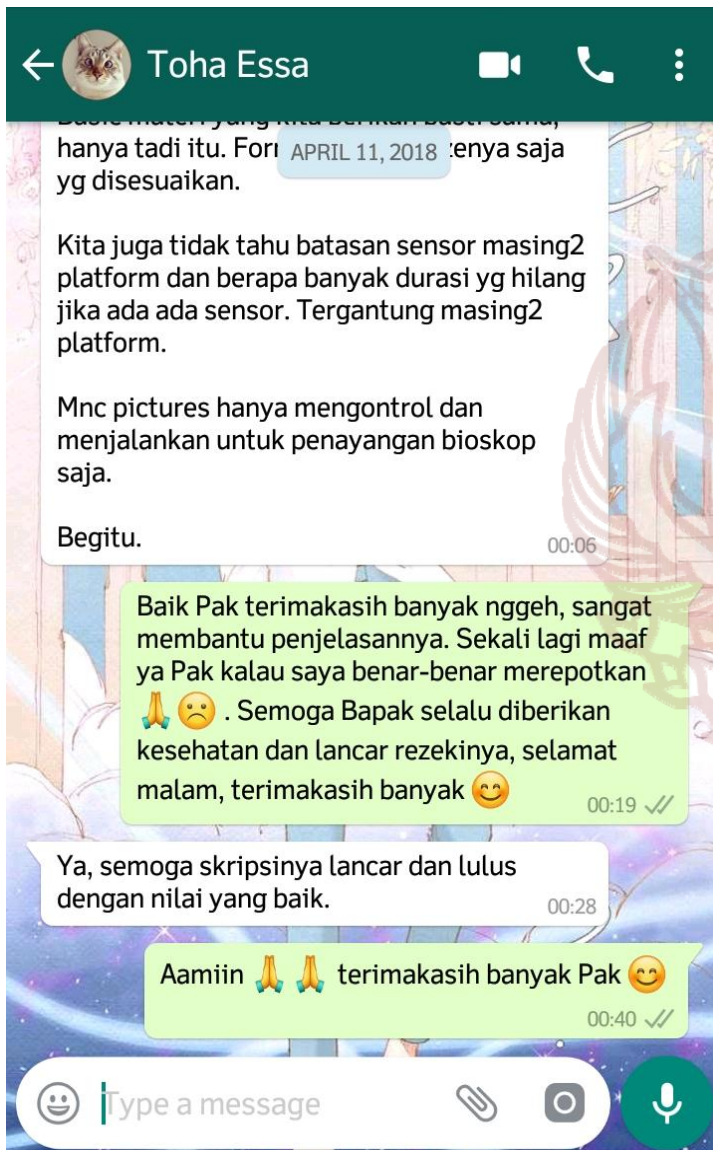 Toha Essa
hanya tadi itu. For
APRIL 11, 2018
enya saja
yg disesuaikan.
Kita juga tidak tahu batasan sensor masing2
platform dan berapa banyak durasi yg hilang
jika ada ada sensor. Tergantung masing2
platform.
Mnc pictures hanya mengontrol dan
menjalankan untuk penayangan bioskop
saja.
Begitu.
00:06
Baik Pak terimakasih banyak nggeh, sangat
membantu penjelasannya. Sekali lagi maaf
ya Pak kalau saya benar-benar merepotkan
🙏☹️ . Semoga Bapak selalu diberikan
kesehatan dan lancar rezekinya, selamat
malam, terimakasih banyak 😊
00:19
Ya, semoga skripsinya lancar dan lulus
dengan nilai yang baik.
00:28
Aamiin 🙏 🙏 terimakasih banyak Pak 😊
00:40
Type a message